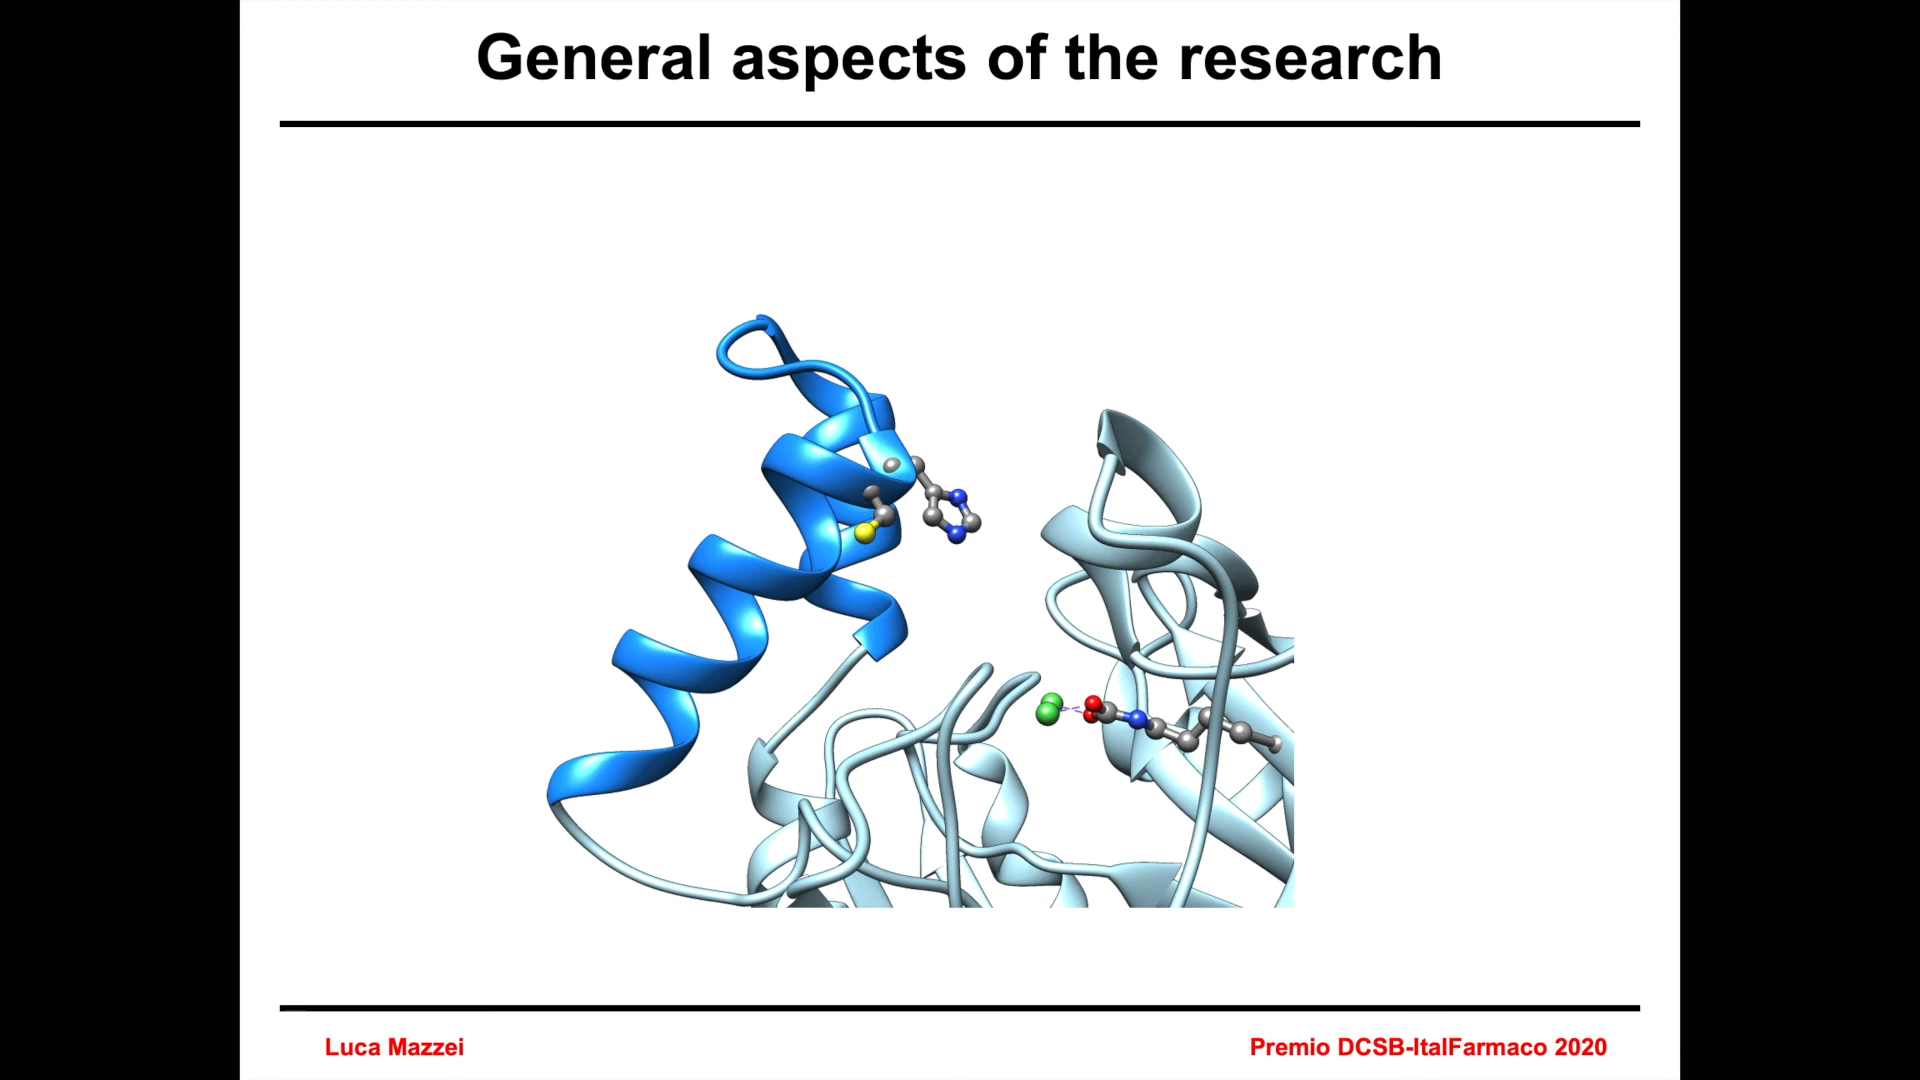 General aspects of the research
Luca Mazzei
Premio DCSB-ItalFarmaco 2020